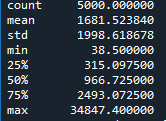 count 5000.000000
mean 1681.523840
std 1998.618678
min 38.500000
25% 315.097500
50% 966.725000
75% 2493.072500
max 34847.400000